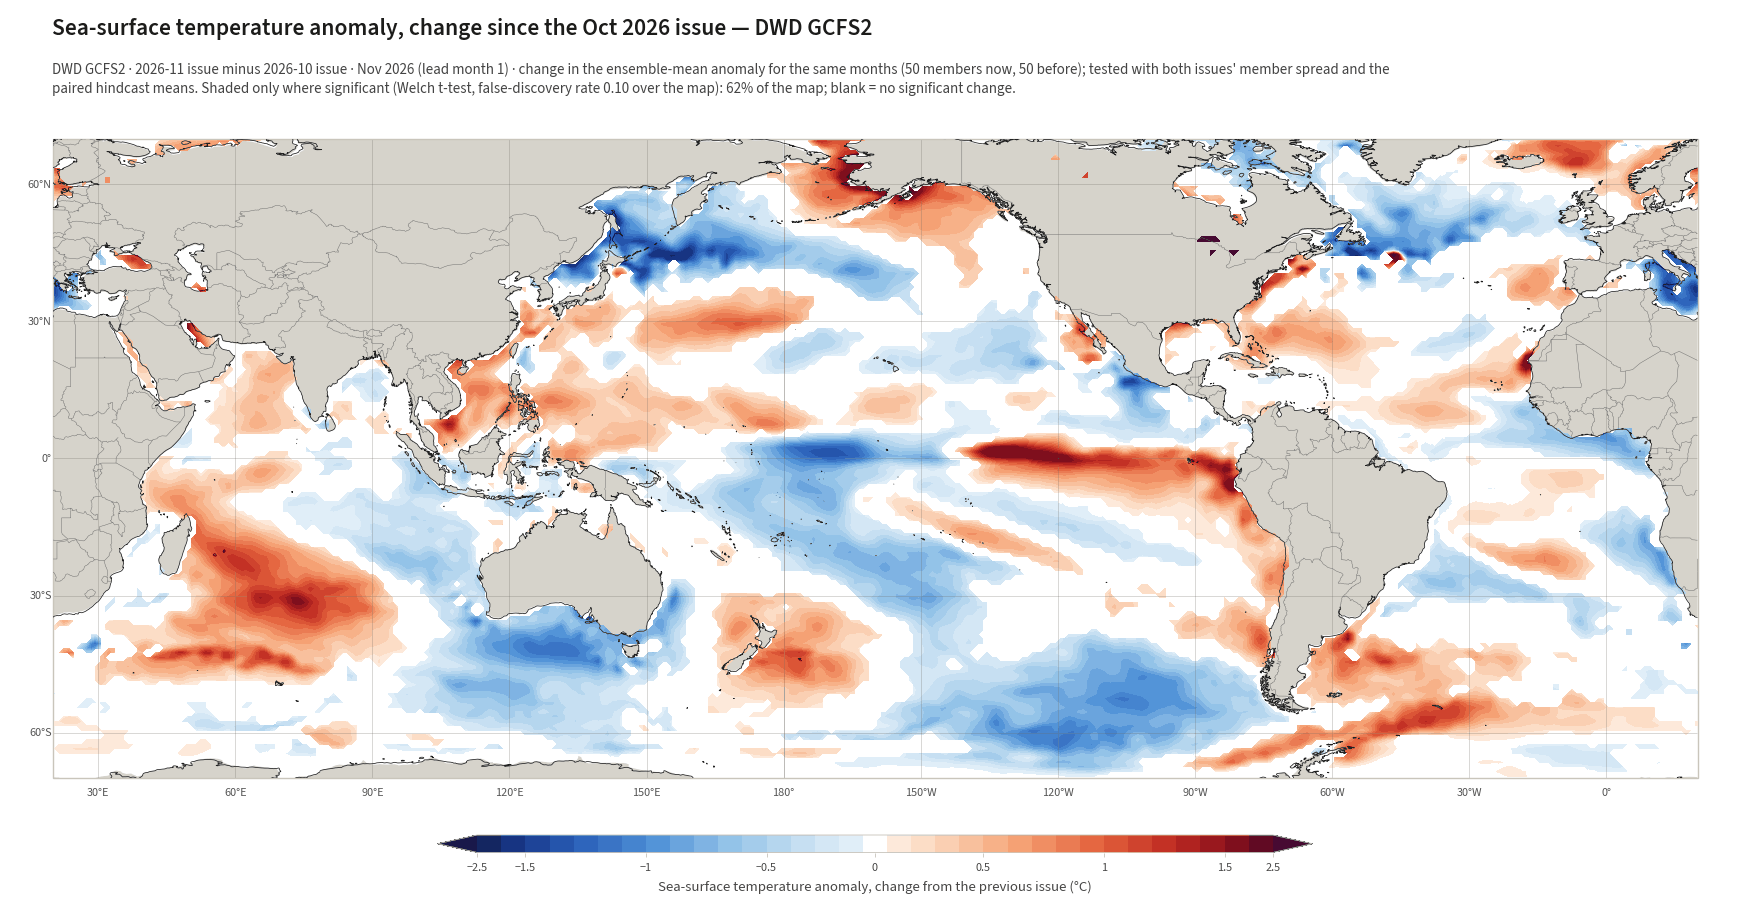 Sea-surface temperature anomaly, change since the Oct 2026 issue — DWD GCFS2
DWD GCFS2 · 2026-11 issue minus 2026-10 issue · Nov 2026 (lead month 1) · change in the ensemble-mean anomaly for the same months (50 members now, 50 before); tested with both issues' member spread and the
paired hindcast means. Shaded only where significant (Welch t-test, false-discovery rate 0.10 over the map): 62% of the map; blank = no significant change.
60°N
30°N
0°
30°S
60°S
30°E 60°E 90°E 120°E 150°E 180° 150°W 120°W 90°W 60°W 30°W 0°
−2.5 −1.5 −1 −0.5 0 0.5 1 1.5 2.5
Sea-surface temperature anomaly, change from the previous issue (°C)